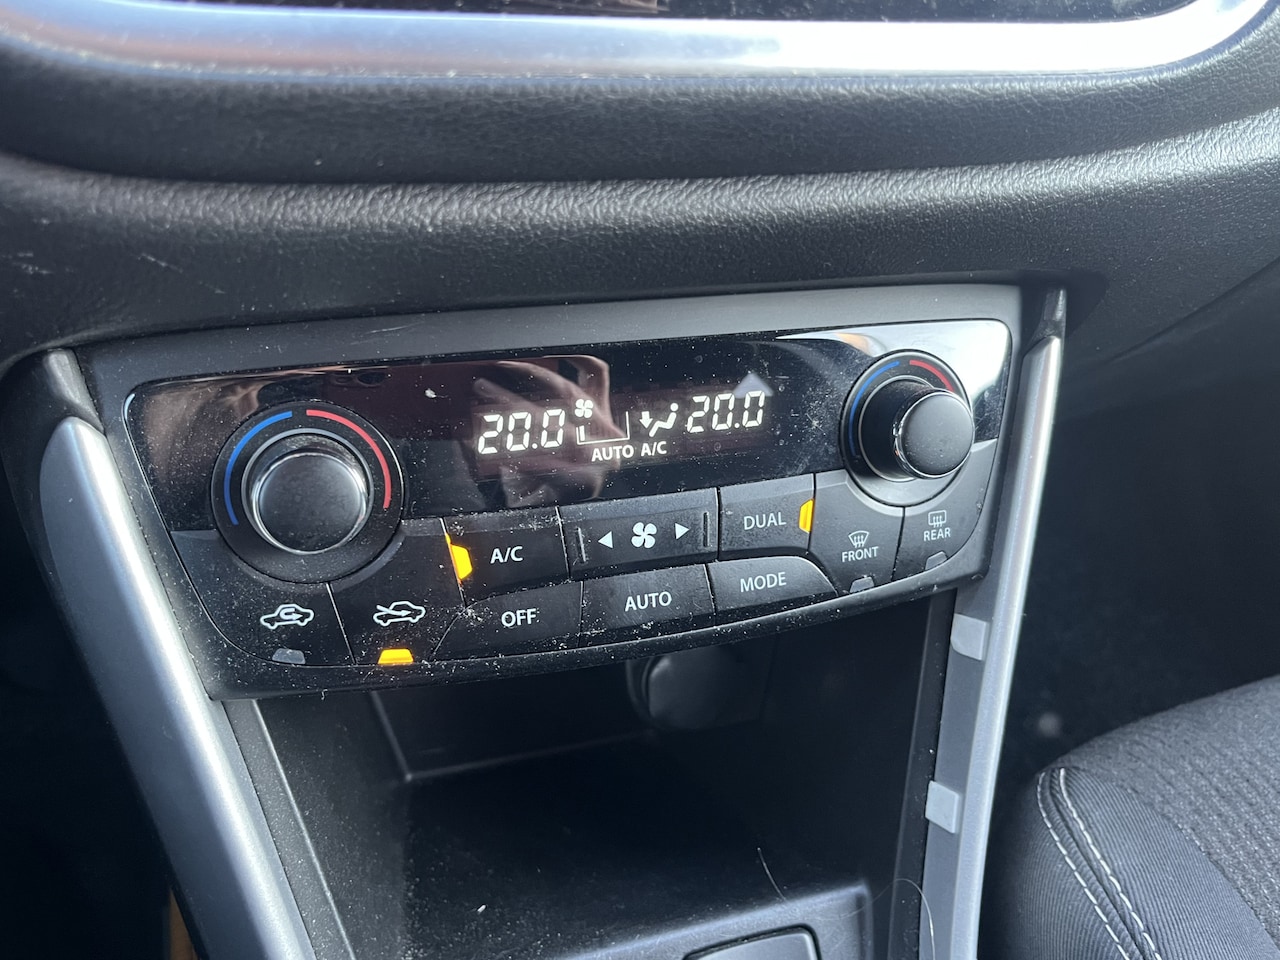 20.0 20.0
AUTO A/C
A/C DUAL FRONT REAR
OFF AUTO MODE